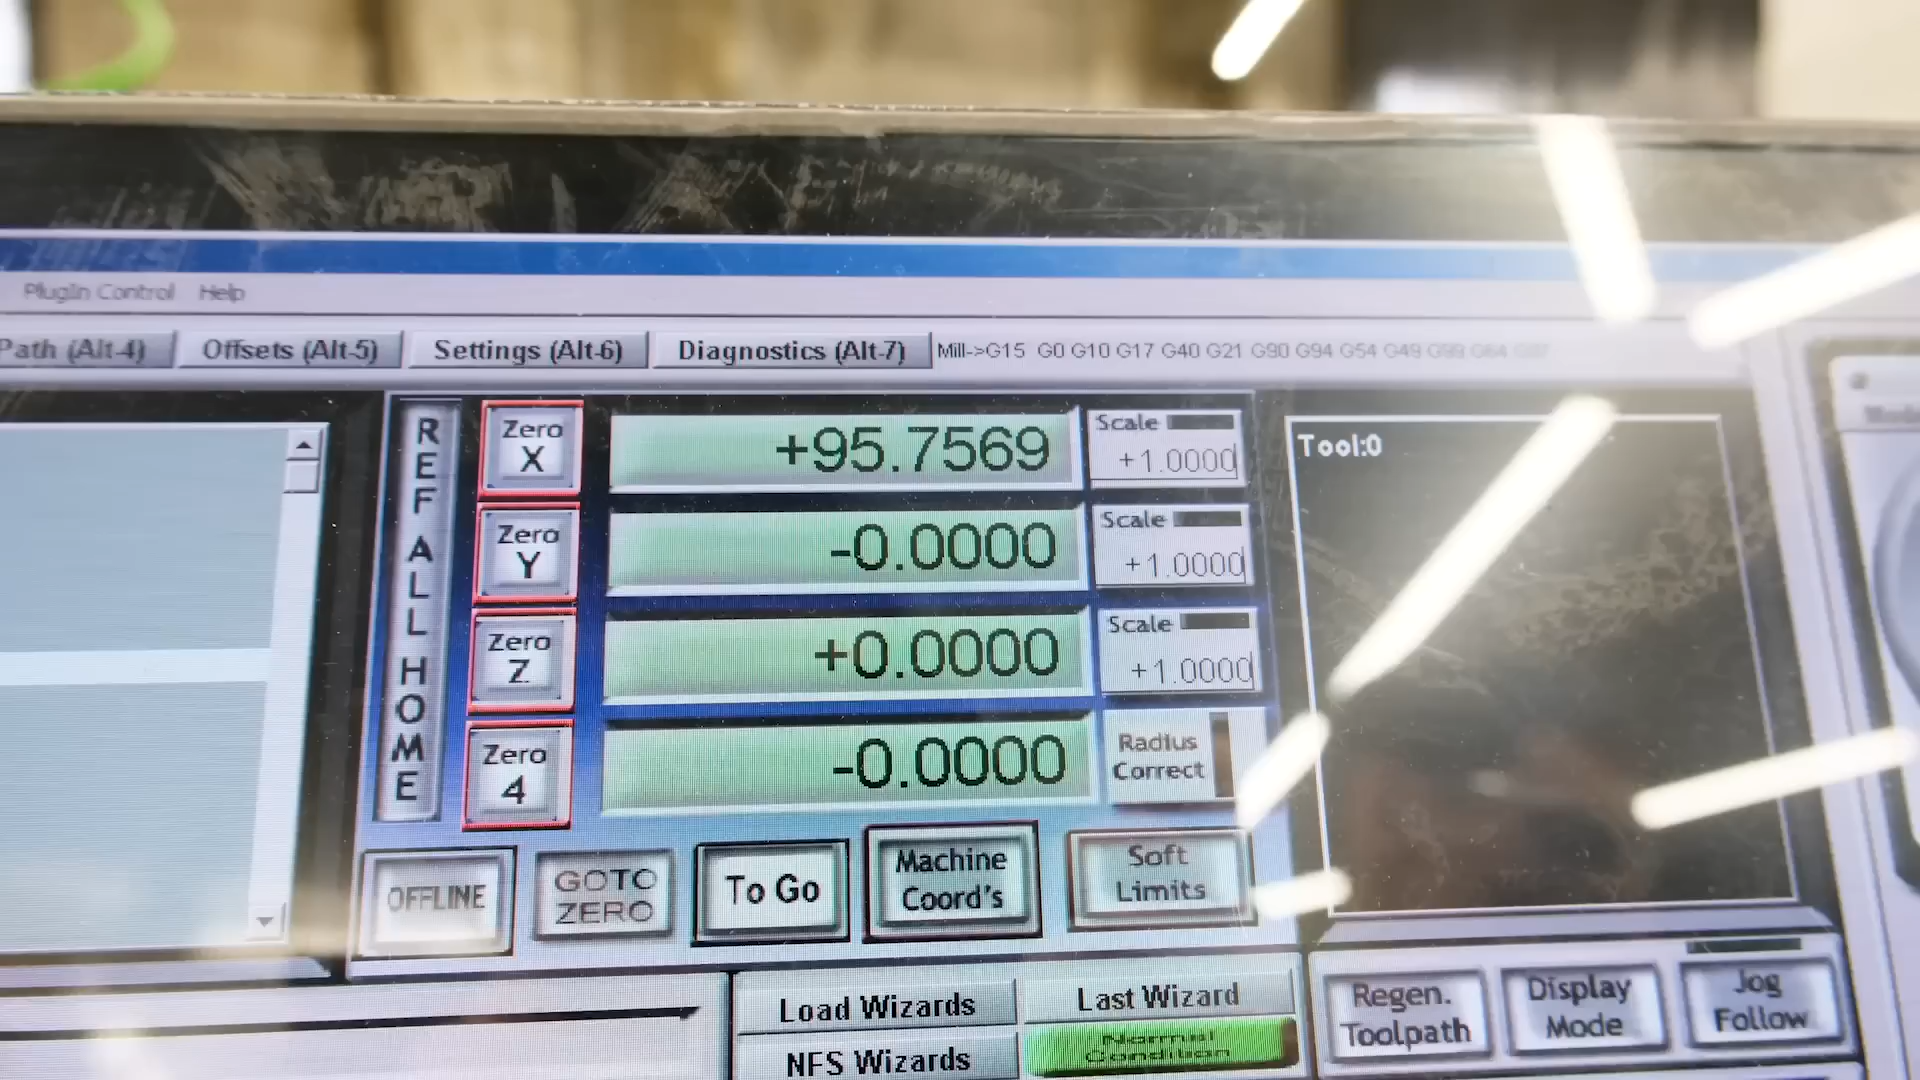 PlugIn Control Help
Path (Alt-4) Offsets (Alt-5) Settings (Alt-6) Diagnostics (Alt-7) Mill->G15 G0 G10 G17 G40 G21 G90 G94 G54 G49 G99 G64
REF ALL HOME
Zero X +95.7569 Scale +1.0000
Zero Y -0.0000 Scale +1.0000
Zero Z +0.0000 Scale +1.0000
Zero 4 -0.0000 Radius Correct
Tool:0
OFFLINE GOTO ZERO To Go Machine Coord's Soft Limits
Load Wizards Last Wizard
NFS Wizards Normal Condition
Regen. Toolpath Display Mode Jog Follow